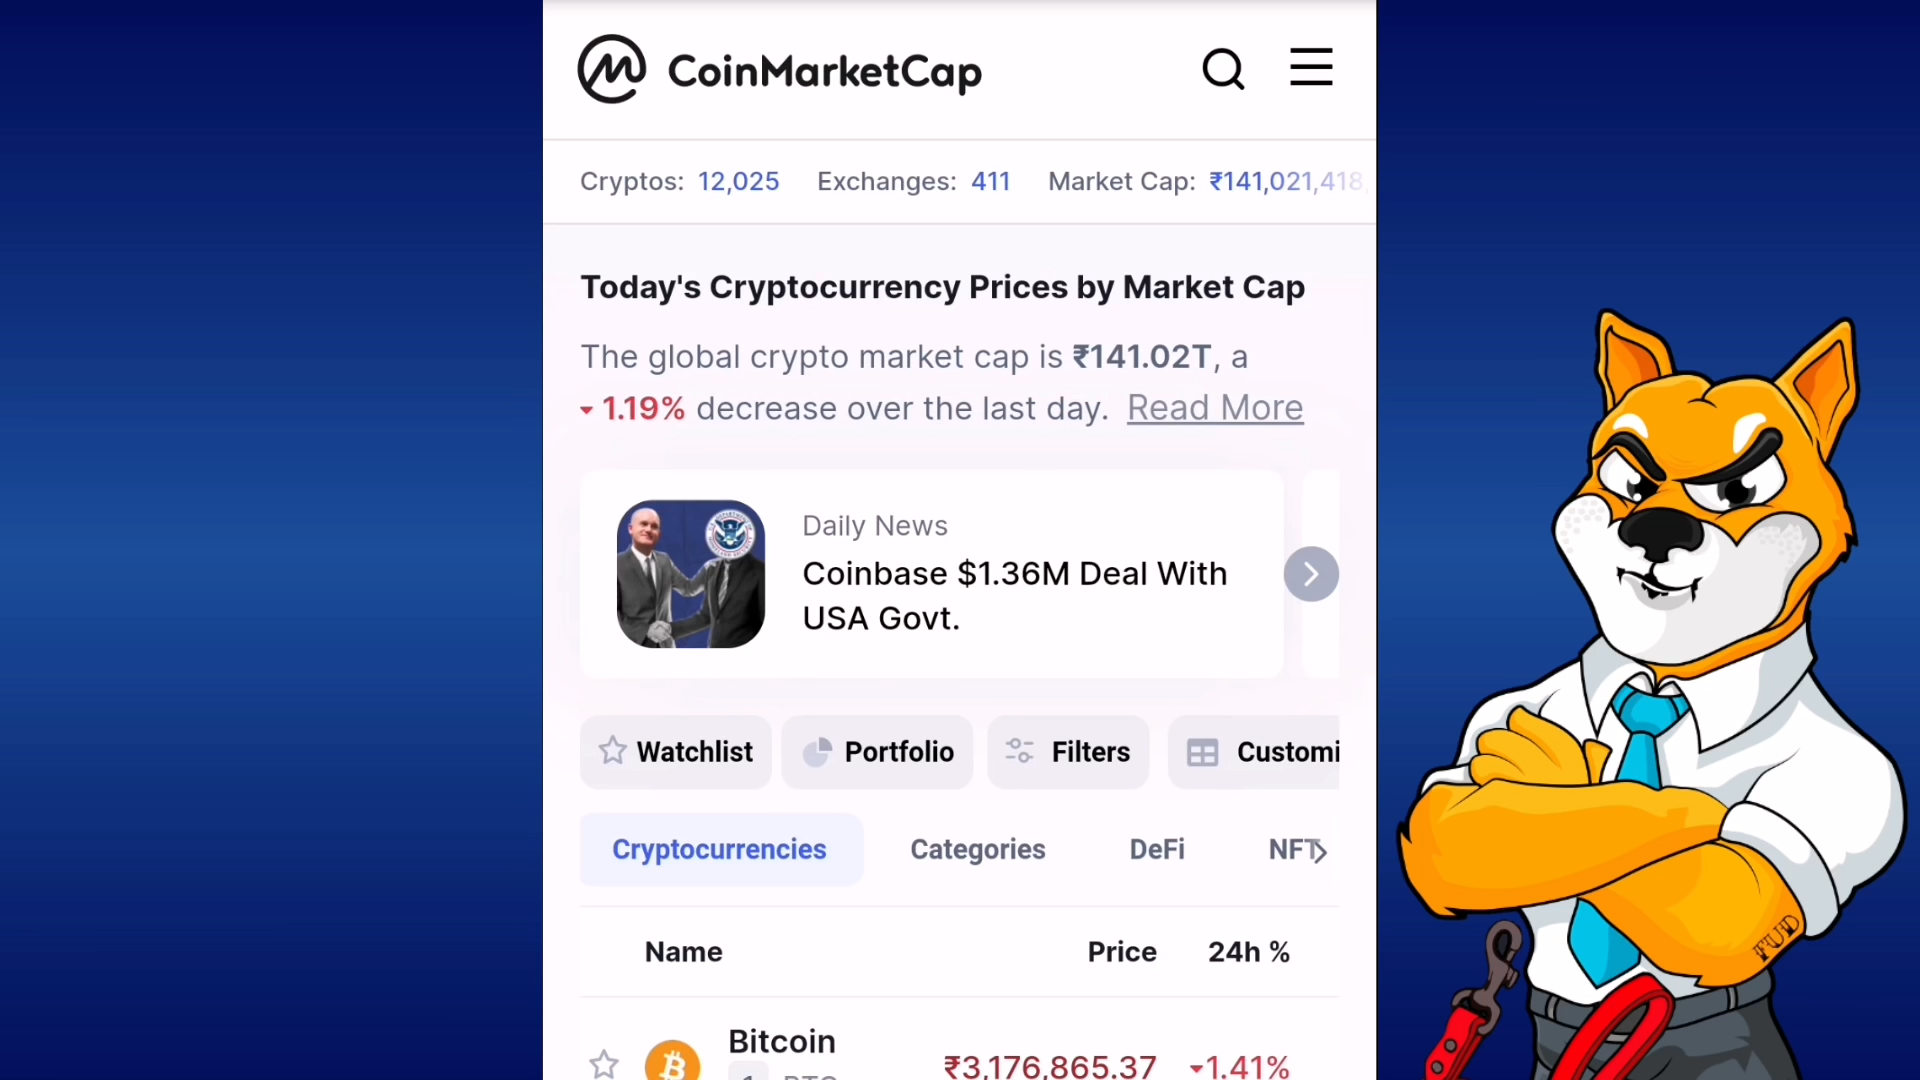 CoinMarketCap
Cryptos: 12,025 Exchanges: 411 Market Cap: ₹141,021,418,
Today's Cryptocurrency Prices by Market Cap
The global crypto market cap is ₹141.02T, a
1.19% decrease over the last day. Read More
Daily News
Coinbase $1.36M Deal With
USA Govt.
Watchlist Portfolio Filters Customi
Cryptocurrencies Categories DeFi NFT
Name Price 24h %
Bitcoin
₹3,176,865.37 1.41%
1 BTC
FUD